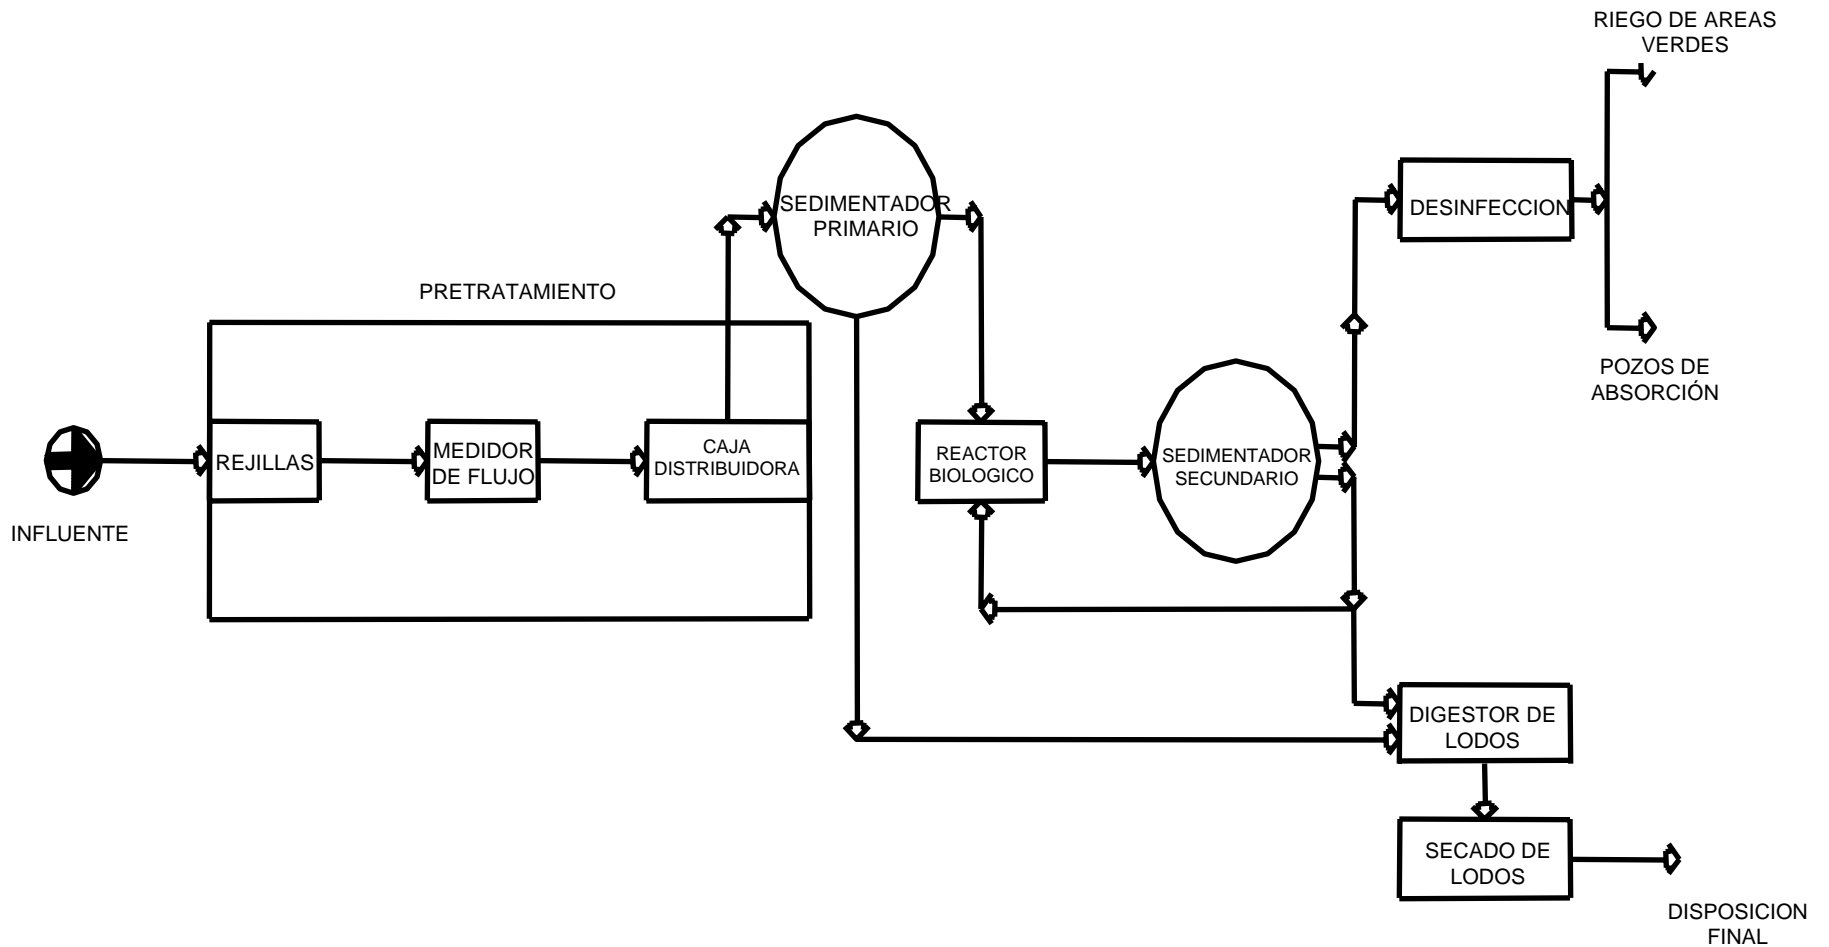 RIEGO DE AREAS
VERDES
SEDIMENTADOR
PRIMARIO
DESINFECCION
PRETRATAMIENTO
POZOS DE
ABSORCIÓN
REJILLAS
MEDIDOR
DE FLUJO
CAJA
DISTRIBUIDORA
REACTOR
BIOLOGICO
SEDIMENTADOR
SECUNDARIO
INFLUENTE
DIGESTOR DE
LODOS
SECADO DE
LODOS
DISPOSICION
FINAL